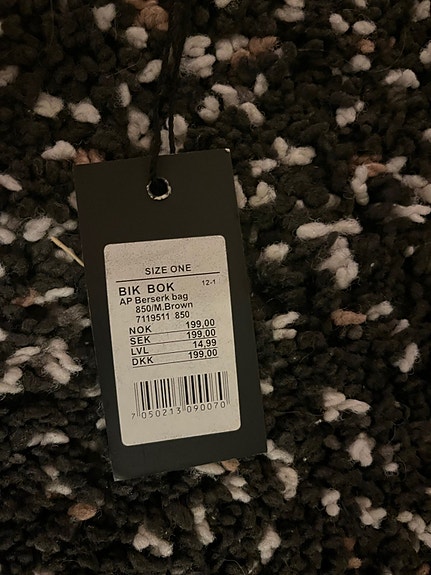 SIZE ONE
BIK BOK 12-1
AP Berserk bag
850/M.Brown
7119511 850
NOK 199,00
SEK 199,00
LVL 14,99
DKK 199,00
7 050213 090070